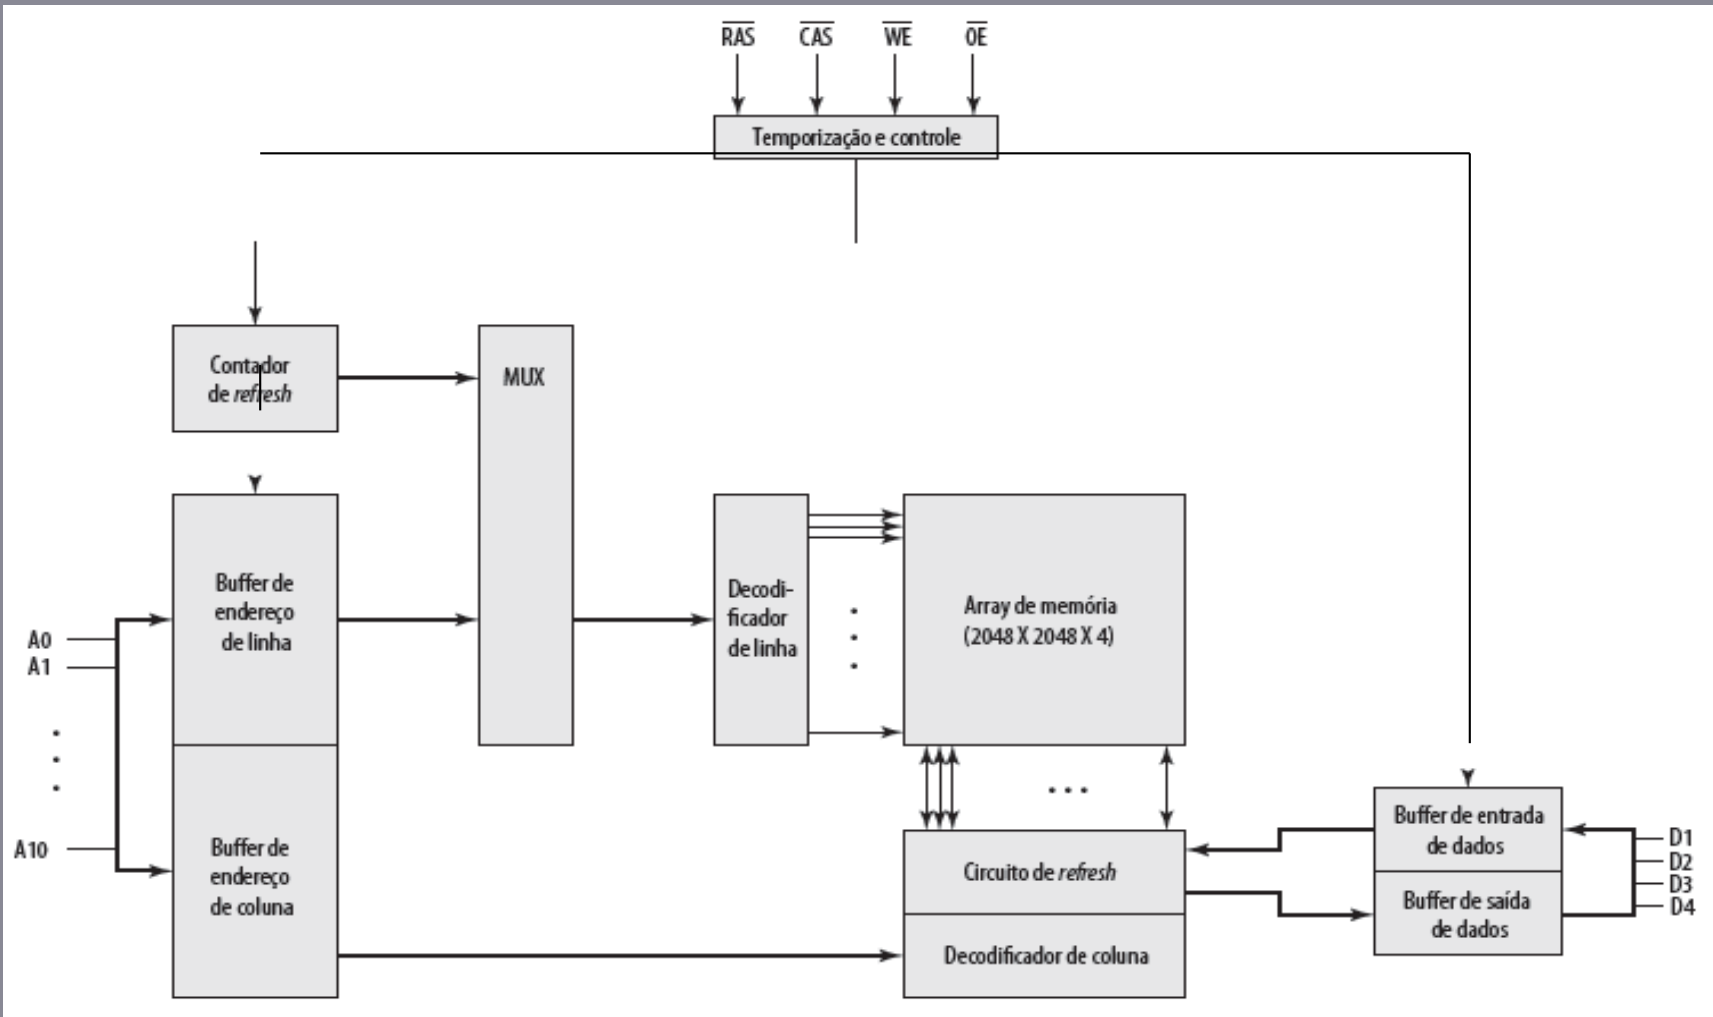 RAS CAS WE OE
Temporização e controle
Contador
de refresh
MUX
Buffer de
endereço
de linha
Decodi-
ficador
de linha
Array de memória
(2048 X 2048 X 4)
A0
A1
A10
Buffer de
endereço
de coluna
Circuito de refresh
Decodificador de coluna
Buffer de entrada
de dados
Buffer de saída
de dados
D1
D2
D3
D4